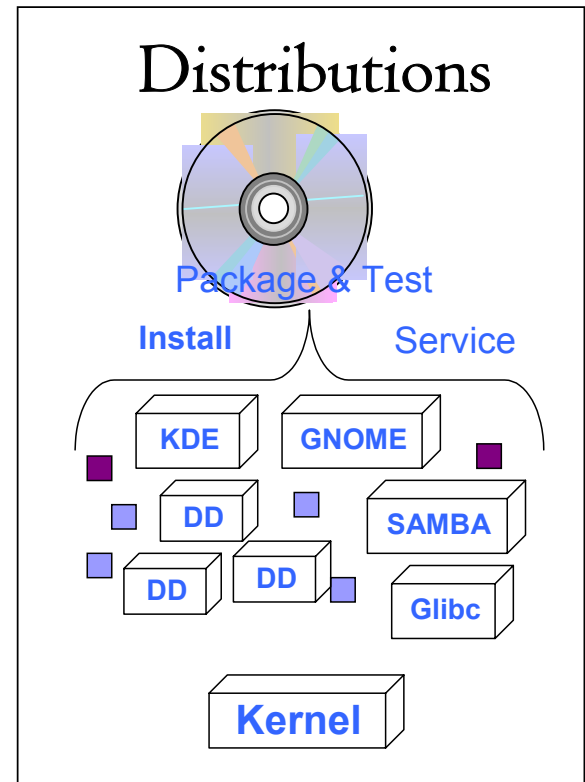 Distributions
Package & Test
Install
Service
KDE
GNOME
DD
SAMBA
DD
DD
Glibc
Kernel